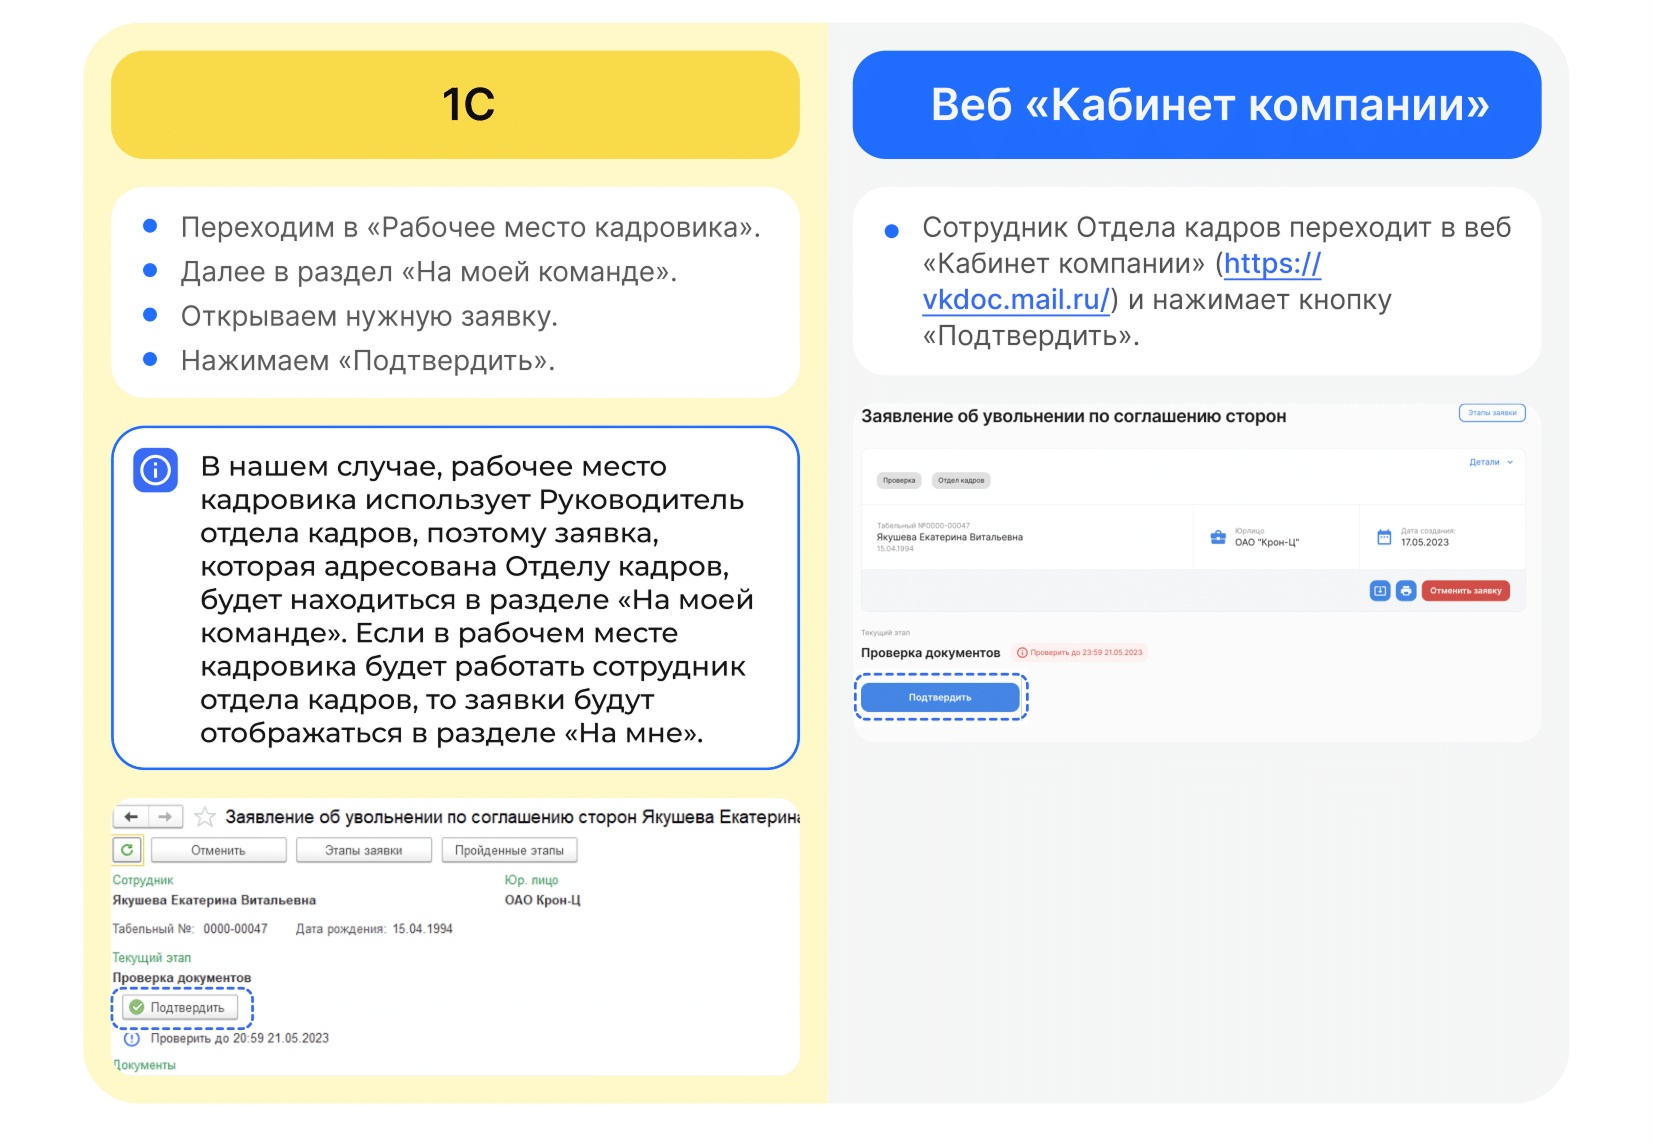 1С
Переходим в «Рабочее место кадровика».
Далее в раздел «На моей команде».
Открываем нужную заявку.
Нажимаем «Подтвердить».
В нашем случае, рабочее место
кадровика использует Руководитель
отдела кадров, поэтому заявка,
которая адресована Отделу кадров,
будет находиться в разделе «На моей
команде». Если в рабочем месте
кадровика будет работать сотрудник
отдела кадров, то заявки будут
отображаться в разделе «На мне».
Заявление об увольнении по соглашению сторон Якушева Екатерина
Отменить Этапы заявки Пройденные этапы
Сотрудник Юр. лицо
Якушева Екатерина Витальевна ОАО Крон-Ц
Табельный №: 0000-00047 Дата рождения: 15.04.1994
Текущий этап
Проверка документов
Подтвердить
Проверить до 20:59 21.05.2023
Документы
Веб «Кабинет компании»
Сотрудник Отдела кадров переходит в веб
«Кабинет компании» (https://
vkdoc.mail.ru/) и нажимает кнопку
«Подтвердить».
Заявление об увольнении по соглашению сторон Этапы заявки
Детали
Проверка Отдел кадров
Табельный №0000-00047
Якушева Екатерина Витальевна
15.04.1994
Юрлицо
ОАО "Крон-Ц"
Дата создания:
17.05.2023
Отменить заявку
Текущий этап
Проверка документов Проверить до 23:59 21.05.2023
Подтвердить